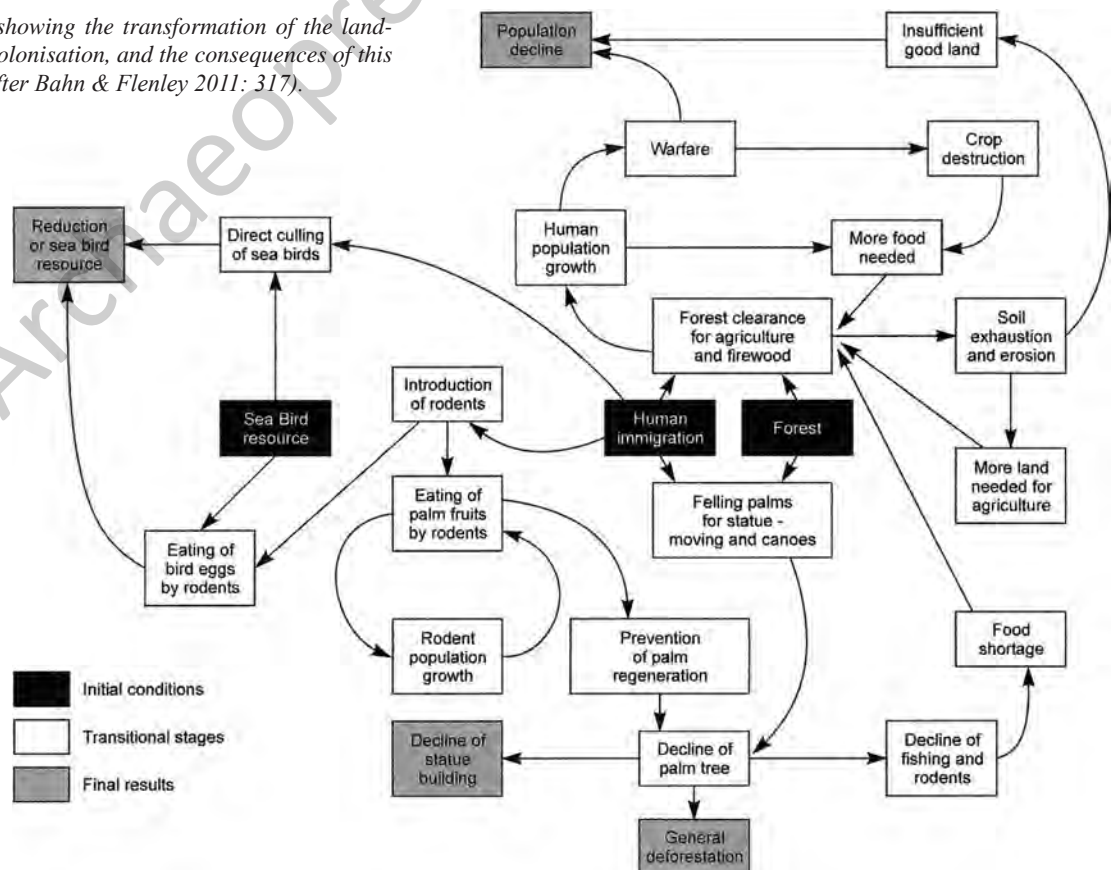 showing the transformation of the land-
olonisation, and the consequences of this
fter Bahn & Flenley 2011: 317).
Archaeopre
Population
decline
Insufficient
good land
Warfare
Crop
destruction
Reduction
or sea bird
resource
Direct culling
of sea birds
Human
population
growth
More food
needed
Forest clearance
for agriculture
and firewood
Soil
exhaustion
and erosion
Introduction
of rodents
Sea Bird
resource
Human
immigration
Forest
More land
needed for
agriculture
Eating of
palm fruits
by rodents
Felling palms
for statue -
moving and canoes
Eating of
bird eggs
by rodents
Rodent
population
growth
Prevention
of palm
regeneration
Food
shortage
Initial conditions
Transitional stages
Final results
Decline of
statue
building
Decline of
palm tree
Decline of
fishing and
rodents
General
deforestation